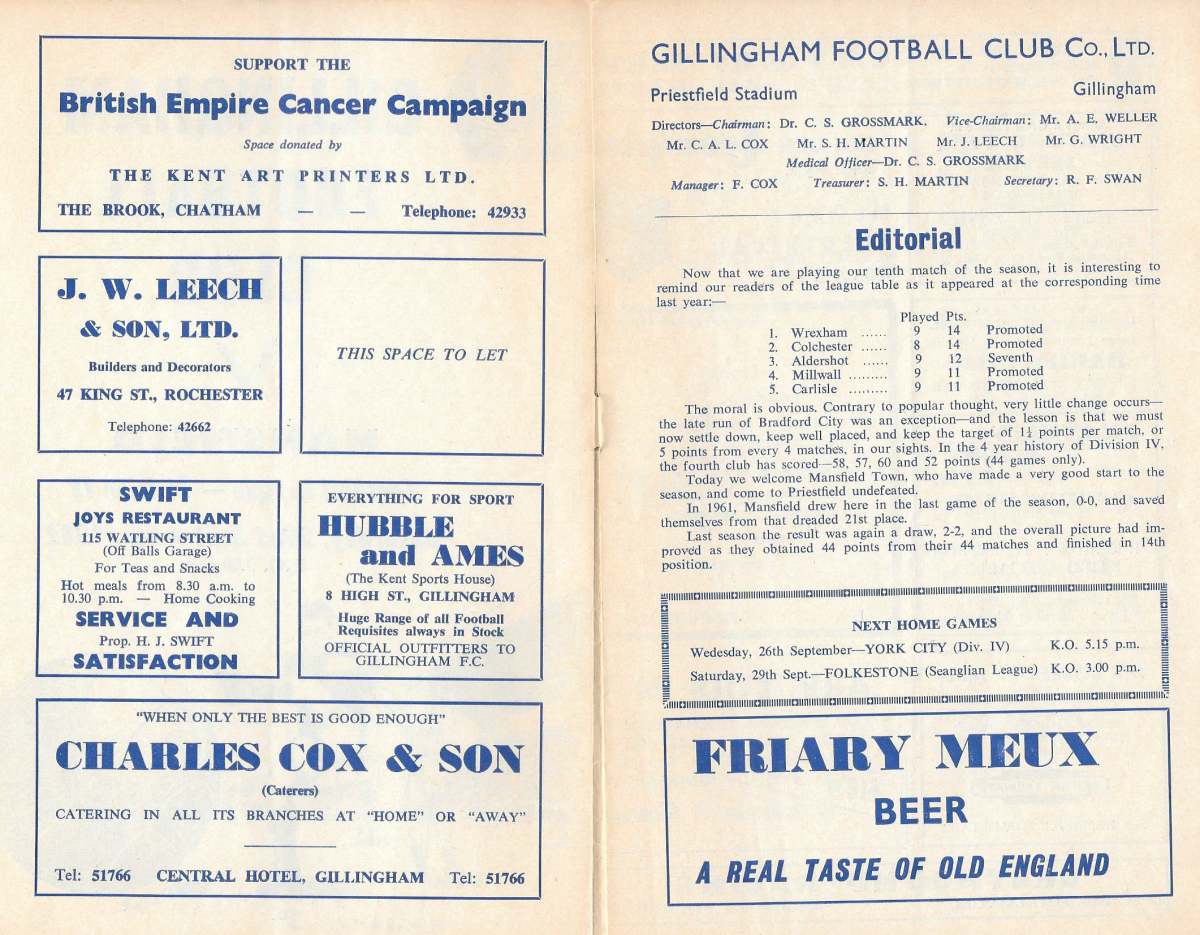 SUPPORT THE
British Empire Cancer Campaign
Space donated by
THE KENT ART PRINTERS LTD.
THE BROOK, CHATHAM — — Telephone: 42933
J. W. LEECH
& SON, LTD.
Builders and Decorators
47 KING ST., ROCHESTER
Telephone: 42662
THIS SPACE TO LET
SWIFT
JOYS RESTAURANT
115 WATLING STREET
(Off Balls Garage)
For Teas and Snacks
Hot meals from 8.30 a.m. to
10.30 p.m. — Home Cooking
SERVICE AND
Prop. H. J. SWIFT
SATISFACTION
EVERYTHING FOR SPORT
HUBBLE
and AMES
(The Kent Sports House)
8 HIGH ST., GILLINGHAM
Huge Range of all Football
Requisites always in Stock
OFFICIAL OUTFITTERS TO
GILLINGHAM F.C.
"WHEN ONLY THE BEST IS GOOD ENOUGH"
CHARLES COX & SON
(Caterers)
CATERING IN ALL ITS BRANCHES AT "HOME" OR "AWAY"
Tel: 51766 CENTRAL HOTEL, GILLINGHAM Tel: 51766
GILLINGHAM FOOTBALL CLUB Co., LTD.
Priestfield Stadium Gillingham
Directors—Chairman: Dr. C. S. GROSSMARK. Vice-Chairman: Mr. A. E. WELLER
Mr. C. A. L. COX Mr. S. H. MARTIN Mr. J. LEECH Mr. G. WRIGHT
Medical Officer—Dr. C. S. GROSSMARK
Manager: F. COX Treasurer: S. H. MARTIN Secretary: R. F. SWAN
Editorial
Now that we are playing our tenth match of the season, it is interesting to
remind our readers of the league table as it appeared at the corresponding time
last year:—
Played Pts.
1. Wrexham ...... 9 14 Promoted
2. Colchester ...... 8 14 Promoted
3. Aldershot ...... 9 12 Seventh
4. Millwall ......... 9 11 Promoted
5. Carlisle ......... 9 11 Promoted
The moral is obvious. Contrary to popular thought, very little change occurs—
the late run of Bradford City was an exception—and the lesson is that we must
now settle down, keep well placed, and keep the target of 1¼ points per match, or
5 points from every 4 matches, in our sights. In the 4 year history of Division IV,
the fourth club has scored—58, 57, 60 and 52 points (44 games only).
Today we welcome Mansfield Town, who have made a very good start to the
season, and come to Priestfield undefeated.
In 1961, Mansfield drew here in the last game of the season, 0-0, and saved
themselves from that dreaded 21st place.
Last season the result was again a draw, 2-2, and the overall picture had im-
proved as they obtained 44 points from their 44 matches and finished in 14th
position.
NEXT HOME GAMES
Wedesday, 26th September—YORK CITY (Div. IV) K.O. 5.15 p.m.
Saturday, 29th Sept.—FOLKESTONE (Seanglian League) K.O. 3.00 p.m.
FRIARY MEUX
BEER
A REAL TASTE OF OLD ENGLAND